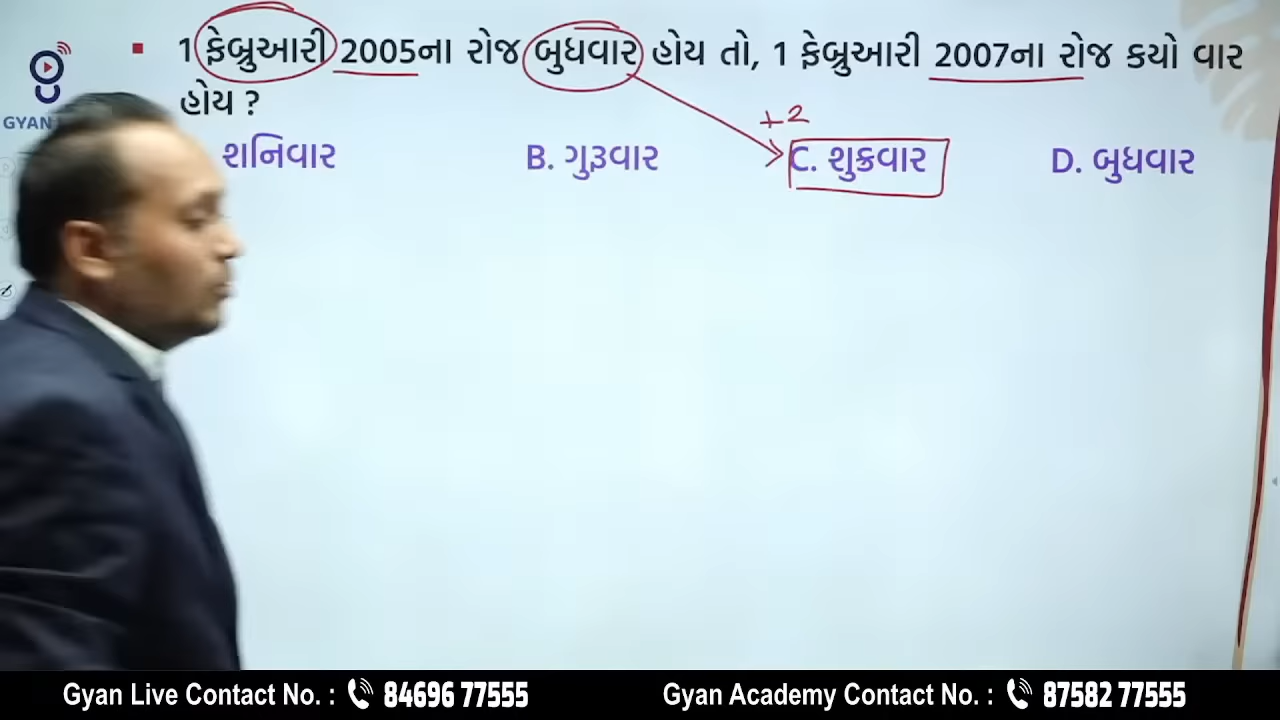 1 ફેબ્રુઆરી 2005ના રોજ બુધવાર હોય તો, 1 ફેબ્રુઆરી 2007ના રોજ કયો વાર
હોય ?
+2
શનિવાર B. ગુરૂવાર C. શુક્રવાર D. બુધવાર
GYAN
Gyan Live Contact No. : 84696 77555 Gyan Academy Contact No. : 87582 77555